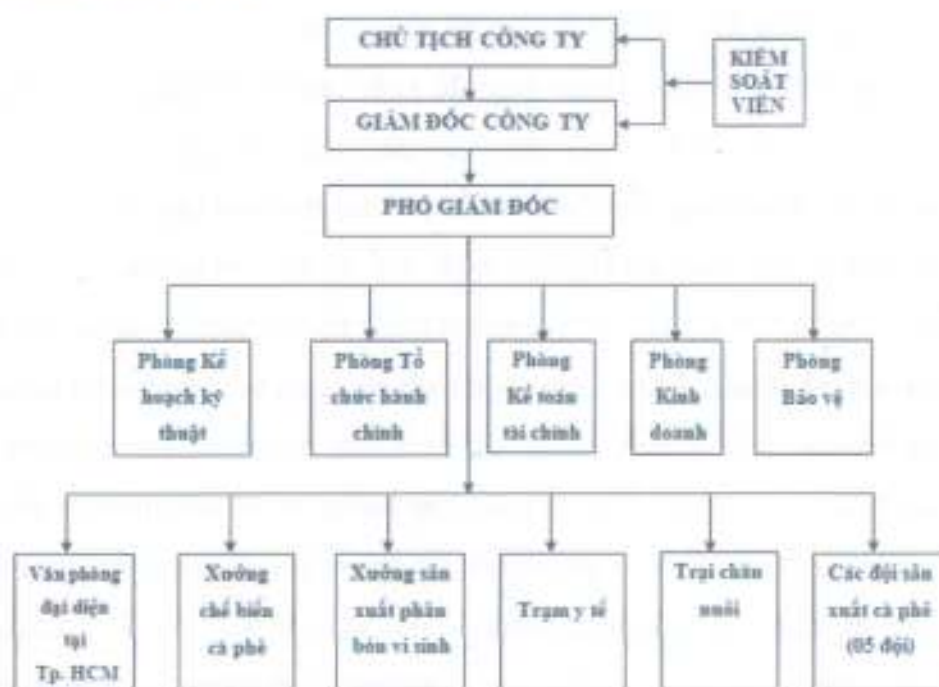 CHỦ TỊCH CÔNG TY
KIỂM
SOÁT
VIÊN
GIÁM ĐỐC CÔNG TY
PHÓ GIÁM ĐỐC
Phòng Kế
hoạch kỹ
thuật
Phòng Tổ
chức hành
chính
Phòng
Kế toán
tài chính
Phòng
Kinh
doanh
Phòng
Bảo vệ
Văn phòng
đại diện
tại
Tp. HCM
Xưởng
chế biến
cà phê
Xưởng sản
xuất phân
bón vi sinh
Trạm y tế
Trại chăn
nuôi
Các đội sản
xuất cà phê
(05 đội)